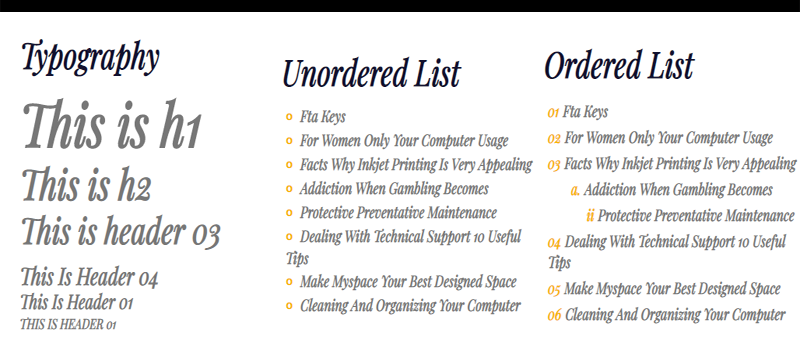 Typography
This is h1
This is h2
This is header 03
This Is Header 04
This Is Header 01
THIS IS HEADER 01
Unordered List
o Fta Keys
o For Women Only Your Computer Usage
o Facts Why Inkjet Printing Is Very Appealing
o Addiction When Gambling Becomes
o Protective Preventative Maintenance
o Dealing With Technical Support 10 Useful
Tips
o Make Myspace Your Best Designed Space
o Cleaning And Organizing Your Computer
Ordered List
01 Fta Keys
02 For Women Only Your Computer Usage
03 Facts Why Inkjet Printing Is Very Appealing
a. Addiction When Gambling Becomes
ii Protective Preventative Maintenance
04 Dealing With Technical Support 10 Useful
Tips
05 Make Myspace Your Best Designed Space
06 Cleaning And Organizing Your Computer